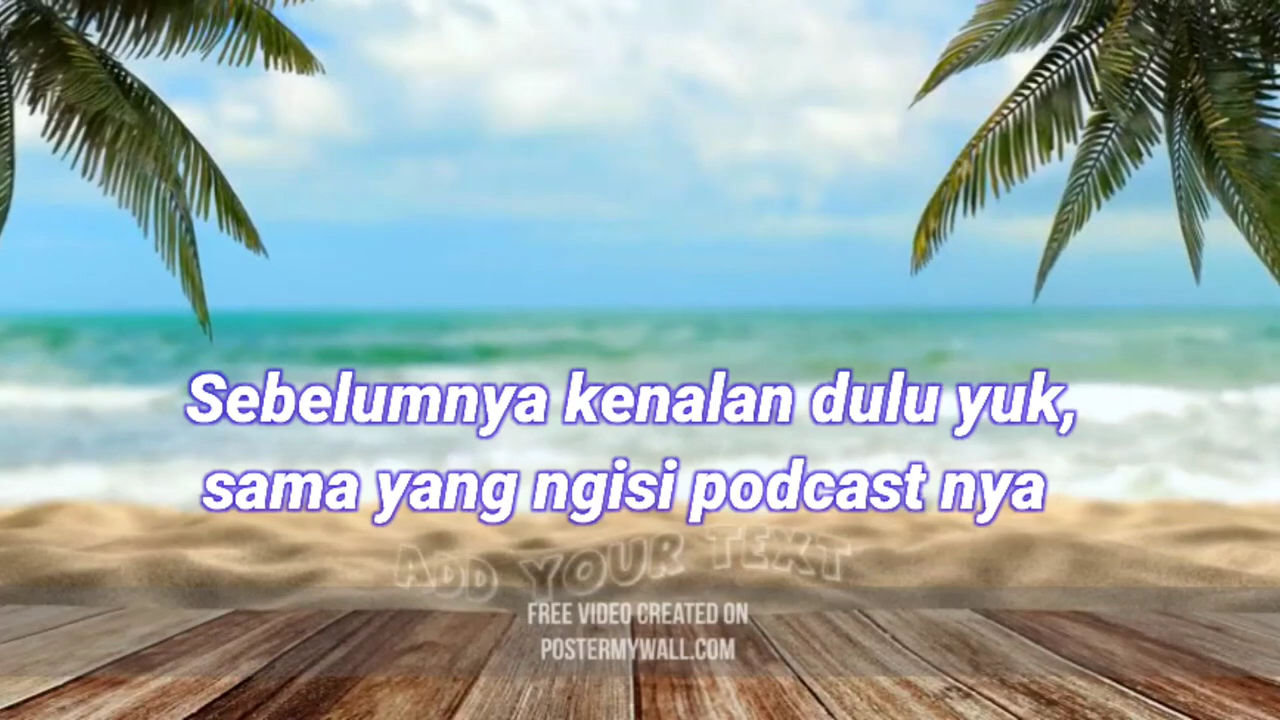 Sebelumnya kenalan dulu yuk,
sama yang ngisi podcast nya
ADD YOUR TEXT
FREE VIDEO CREATED ON
POSTERMYWALL.COM